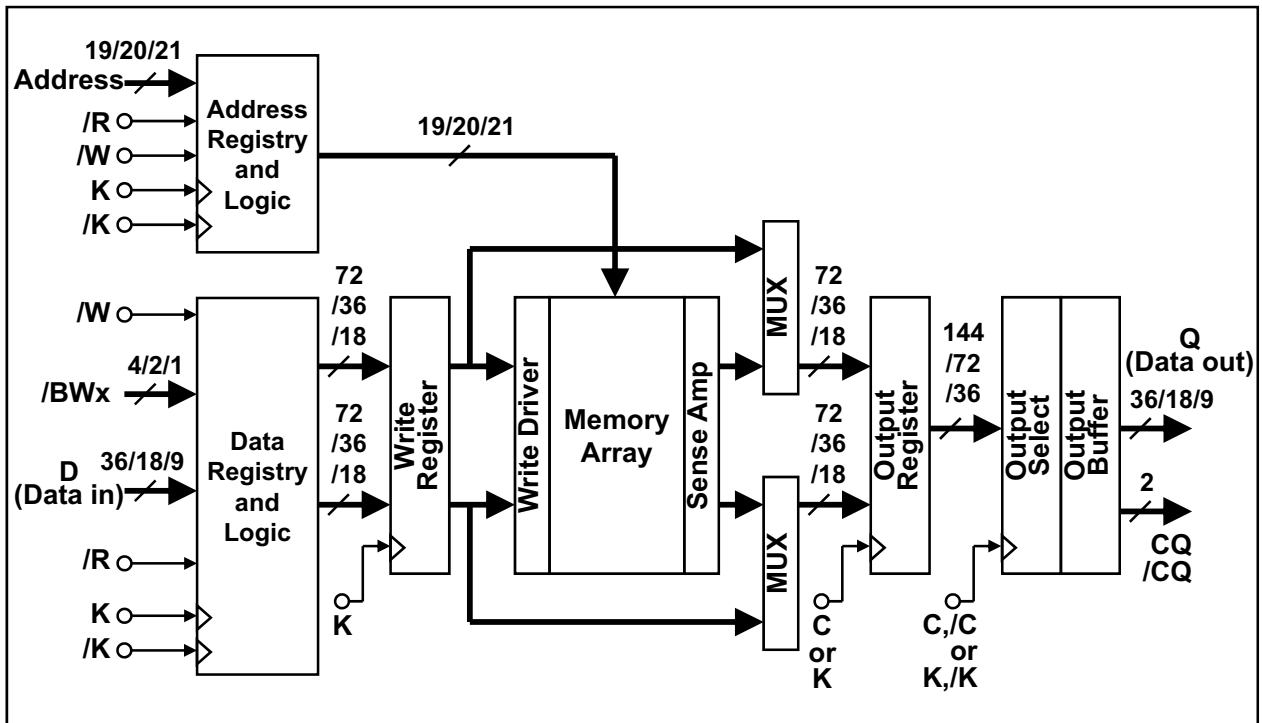 19/20/21
Address
/R
/W
K
/K
Address
Registry
and
Logic
19/20/21
/W
4/2/1
/BWx
36/18/9
D
(Data in)
/R
K
/K
Data
Registry
and
Logic
72
/36
/18
72
/36
/18
Write
Register
K
Write Driver
Memory
Array
Sense Amp
MUX
MUX
72
/36
/18
72
/36
/18
Output
Register
C
or
K
144
/72
/36
Output
Select
Output
Buffer
C,/C
or
K,/K
Q
(Data out)
36/18/9
2
CQ
/CQ